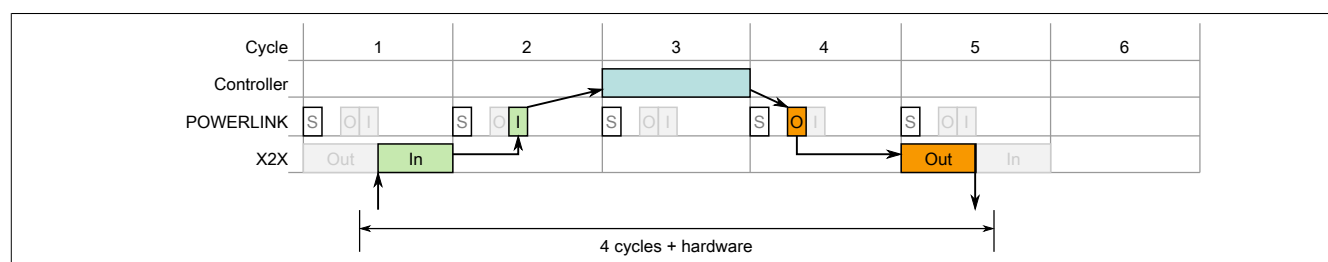 Cycle 1 2 3 4 5 6
Controller
POWERLINK S O I S O I S O I S O I S O I
X2X Out In Out In
4 cycles + hardware